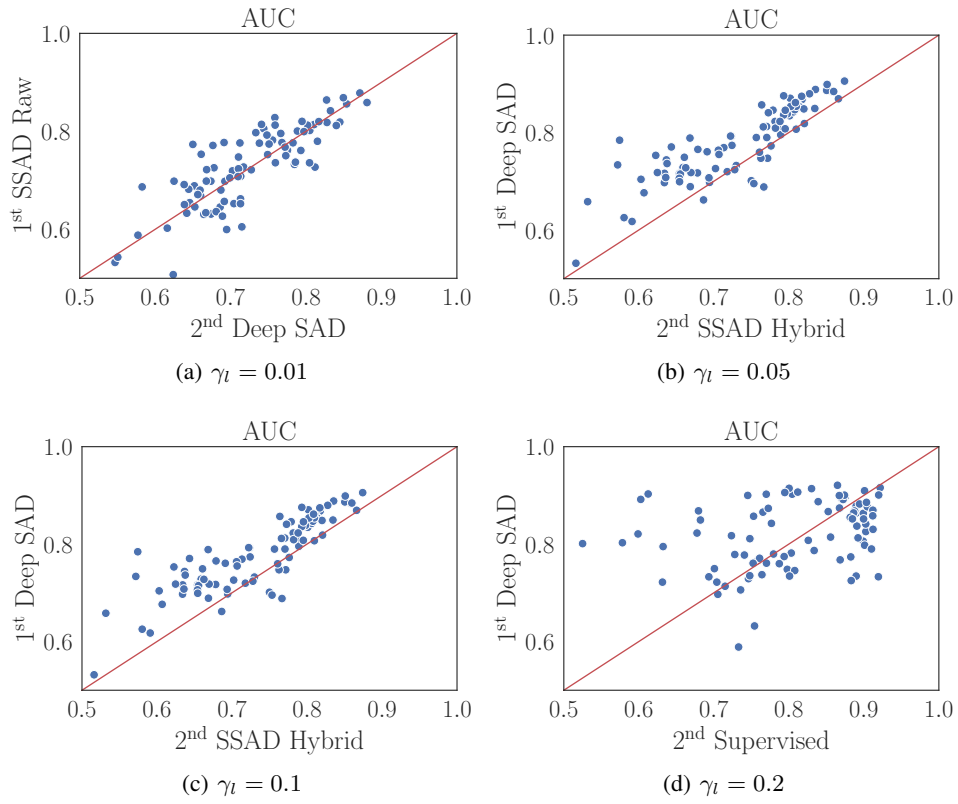 AUC
1.0
0.8
0.6
1st SSAD Raw
0.5 0.6 0.7 0.8 0.9 1.0
2nd Deep SAD
(a) γl = 0.01
AUC
1.0
0.8
0.6
1st Deep SAD
0.5 0.6 0.7 0.8 0.9 1.0
2nd SSAD Hybrid
(b) γl = 0.05
AUC
1.0
0.8
0.6
1st Deep SAD
0.5 0.6 0.7 0.8 0.9 1.0
2nd SSAD Hybrid
(c) γl = 0.1
AUC
1.0
0.8
0.6
1st Deep SAD
0.5 0.6 0.7 0.8 0.9 1.0
2nd Supervised
(d) γl = 0.2